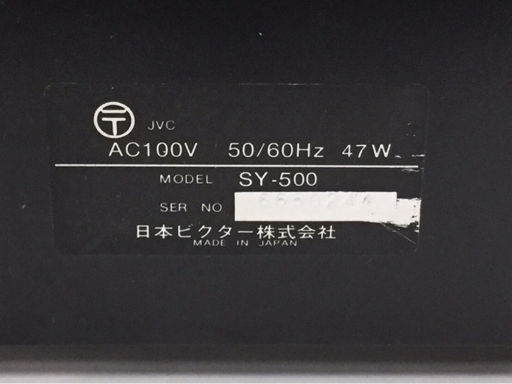 JVC
AC100V 50/60Hz 47W
MODEL SY-500
SER NO
日本ビクター株式会社
MADE IN JAPAN